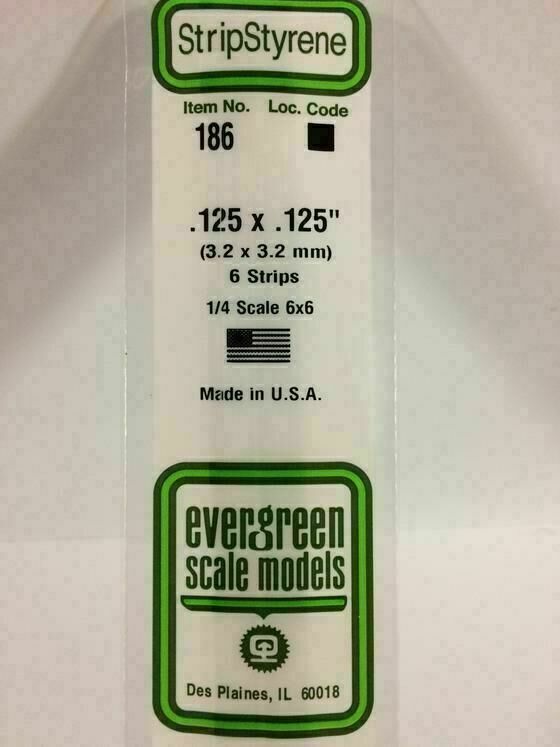 StripStyrene
Item No. Loc. Code
186
.125 x .125"
(3.2 x 3.2 mm)
6 Strips
1/4 Scale 6x6
Made in U.S.A.
evergreen
scale models
Des Plaines, IL 60018